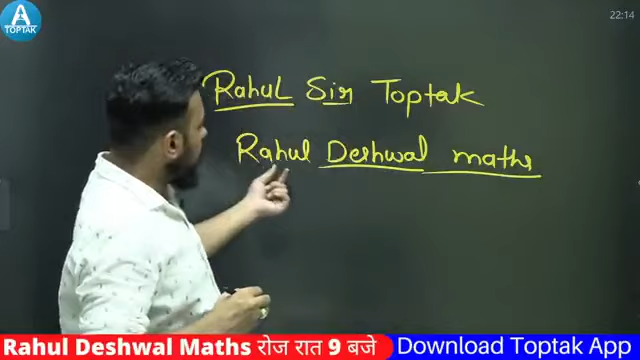 A
TOPTAK
22:14
Rahul Sir Toptak
Rahul Deshwal maths
Rahul Deshwal Maths रोज रात 9 बजे
Download Toptak App